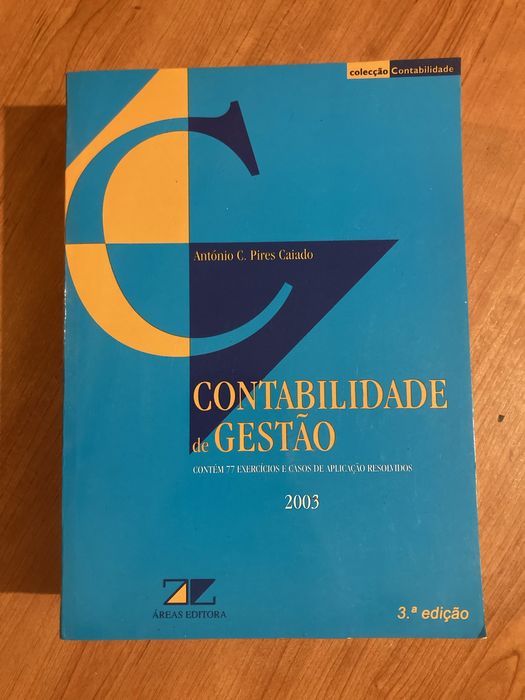 colecção Contabilidade
António C. Pires Caiado
CONTABILIDADE
de GESTÃO
CONTÉM 77 EXERCÍCIOS E CASOS DE APLICAÇÃO RESOLVIDOS
2003
ÁREAS EDITORA
3.ª edição